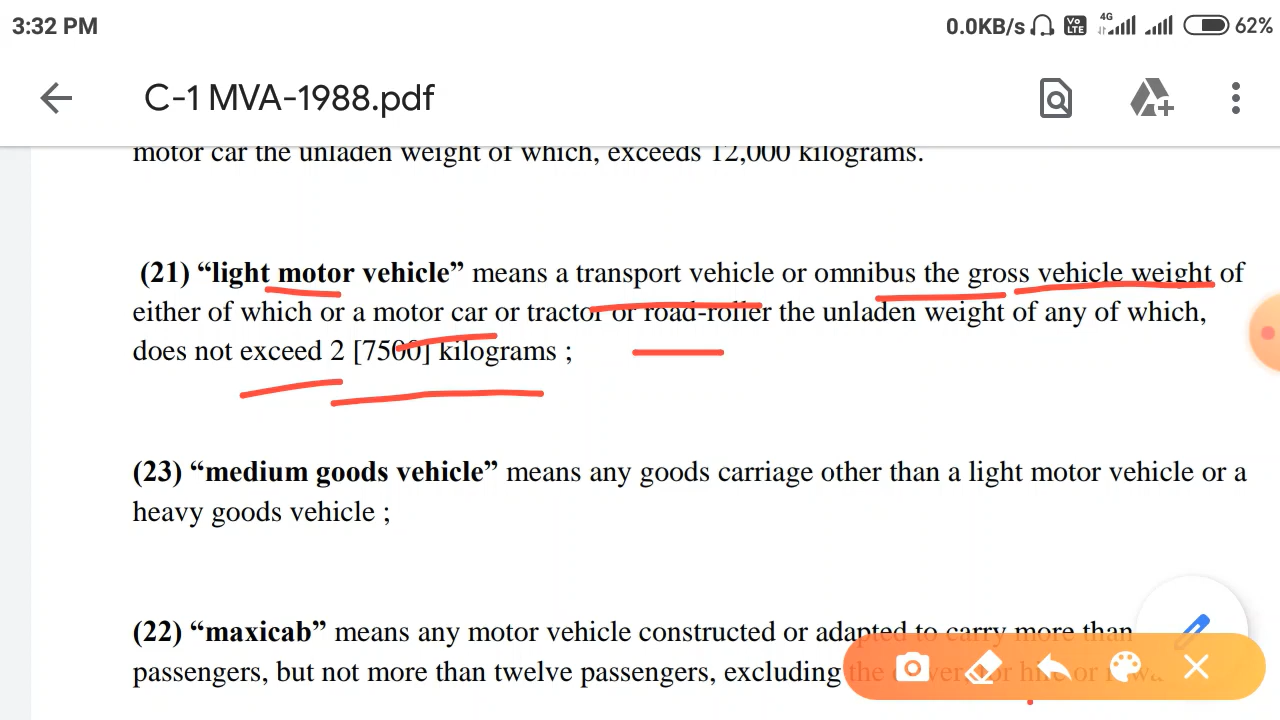 3:32 PM
0.0KB/s Vo LTE 4G 62%
C-1 MVA-1988.pdf
motor car the unladen weight of which, exceeds 12,000 kilograms.
(21) “light motor vehicle” means a transport vehicle or omnibus the gross vehicle weight of
either of which or a motor car or tractor or road-roller the unladen weight of any of which,
does not exceed 2 [7500] kilograms ;
(23) “medium goods vehicle” means any goods carriage other than a light motor vehicle or a
heavy goods vehicle ;
(22) “maxicab” means any motor vehicle constructed or adapted to carry more than
passengers, but not more than twelve passengers, excluding the